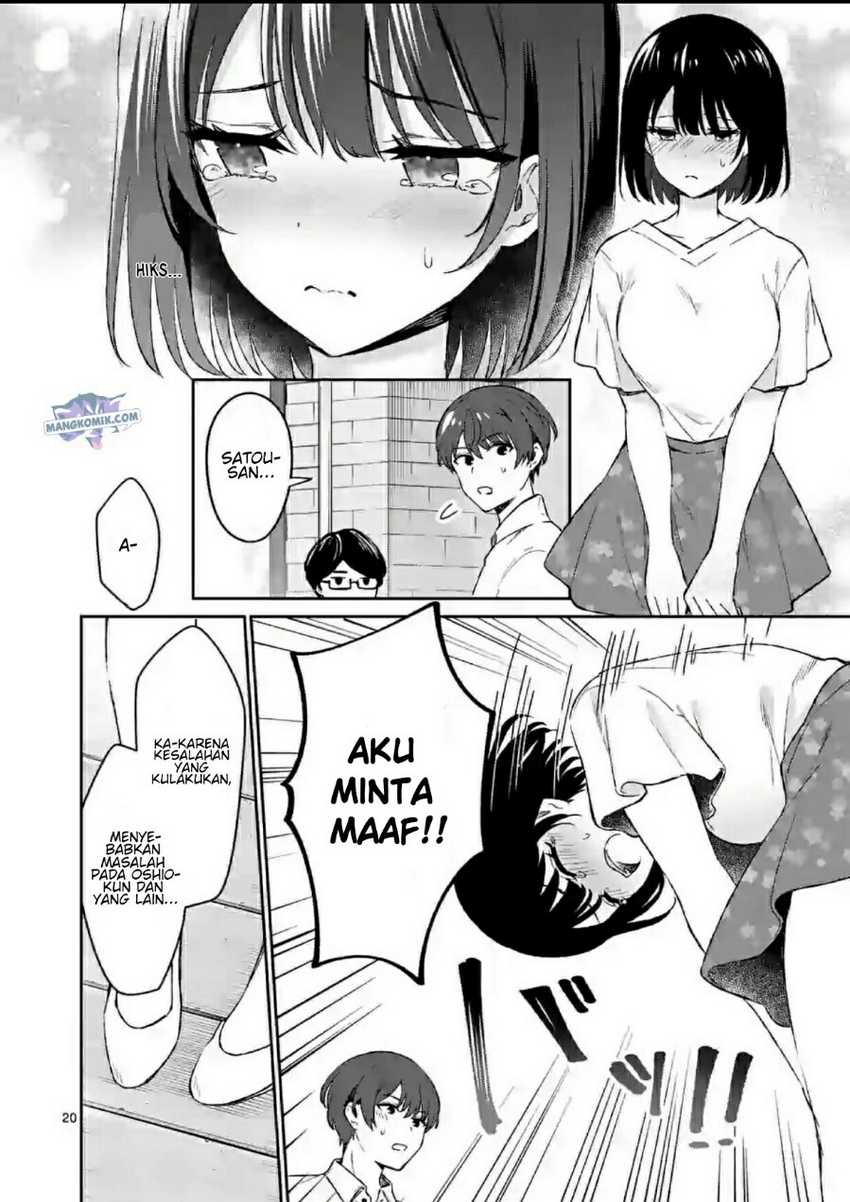 HIKS...
MANGKOMIK.COM
SATOU-
SAN...
A-
AKU
MINTA
MAAF!!
KA-KARENA
KESALAHAN
YANG
KULAKUKAN,
MENYE-
BABKAN
MASALAH
PADA OSHIO-
KUN DAN
YANG LAIN...
!!
!!
20